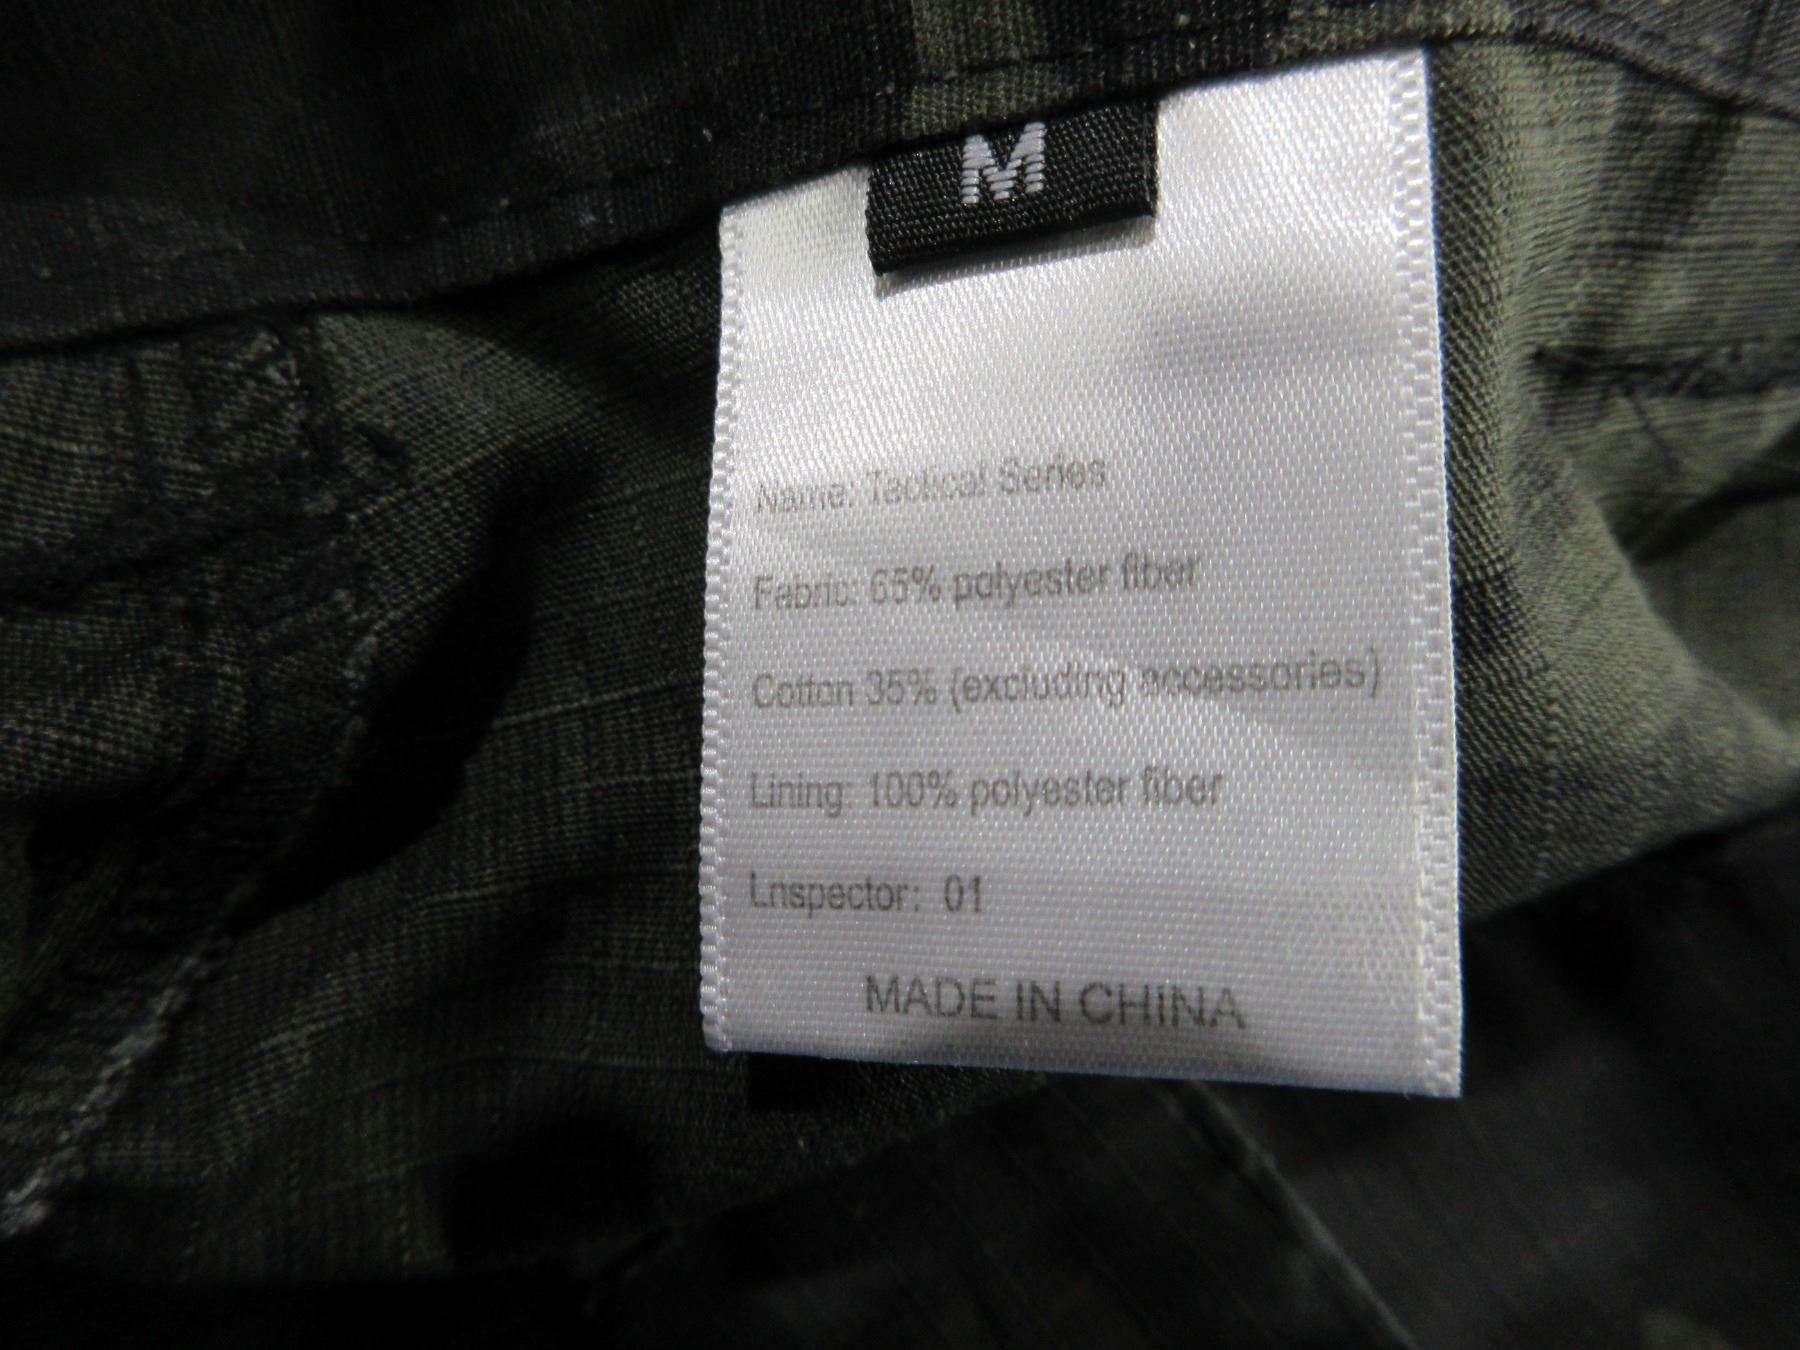 M
Name: Tactical Series
Fabric: 65% polyester fiber
Cotton 35% (excluding accessories)
Lining: 100% polyester fiber
Lnspector: 01
MADE IN CHINA